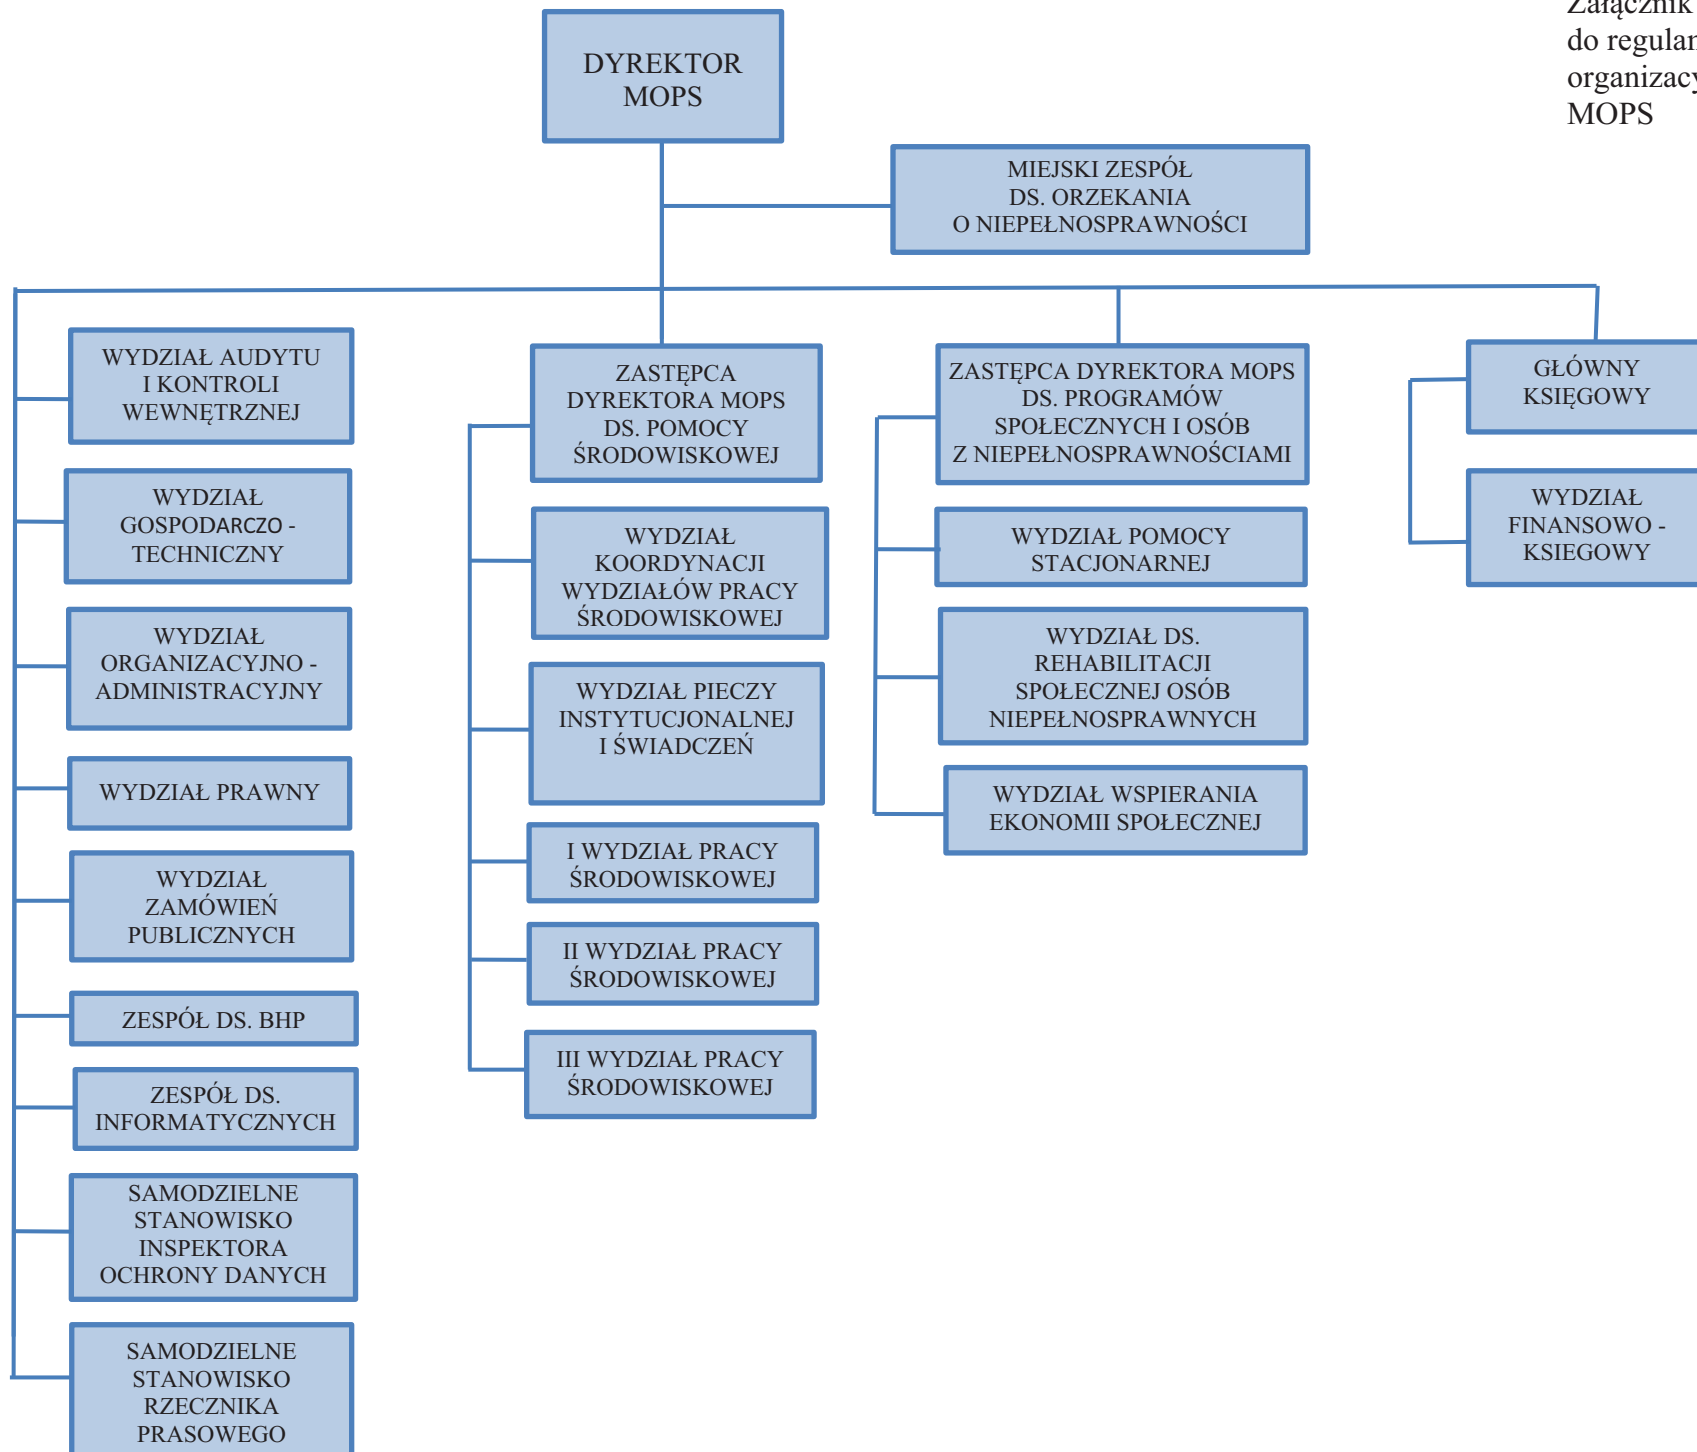 Załącznik
do
MOPS
DYREKTOR
MOPS
MIEJSKI ZESPÓŁ
DS. ORZEKANIA
O NIEPEŁNOSPRAWNOŚCI
WYDZIAŁ AUDYTU
I KONTROLI
WEWNĘTRZNEJ
WYDZIAŁ
GOSPODARCZO -
TECHNICZNY
WYDZIAŁ
ORGANIZACYJNO -
ADMINISTRACYJNY
WYDZIAŁ PRAWNY
WYDZIAŁ
ZAMÓWIEŃ
PUBLICZNYCH
ZESPÓŁ DS. BHP
ZESPÓŁ DS.
INFORMATYCZNYCH
SAMODZIELNE
STANOWISKO
INSPEKTORA
OCHRONY DANYCH
SAMODZIELNE
STANOWISKO
RZECZNIKA
PRASOWEGO
ZASTĘPCA
DYREKTORA MOPS
DS. POMOCY
ŚRODOWISKOWEJ
WYDZIAŁ
KOORDYNACJI
WYDZIAŁÓW PRACY
ŚRODOWISKOWEJ
WYDZIAŁ PIECZY
INSTYTUCJONALNEJ
I ŚWIADCZEŃ
I WYDZIAŁ PRACY
ŚRODOWISKOWEJ
II WYDZIAŁ PRACY
ŚRODOWISKOWEJ
III WYDZIAŁ PRACY
ŚRODOWISKOWEJ
ZASTĘPCA DYREKTORA MOPS
DS. PROGRAMÓW
SPOŁECZNYCH I OSÓB
Z NIEPEŁNOSPRAWNOŚCIAMI
WYDZIAŁ POMOCY
STACJONARNEJ
WYDZIAŁ DS.
REHABILITACJI
SPOŁECZNEJ OSÓB
NIEPEŁNOSPRAWNYCH
WYDZIAŁ WSPIERANIA
EKONOMII SPOŁECZNEJ
GŁÓWNY
KSIĘGOWY
WYDZIAŁ
FINANSOWO -
KSIEGOWY